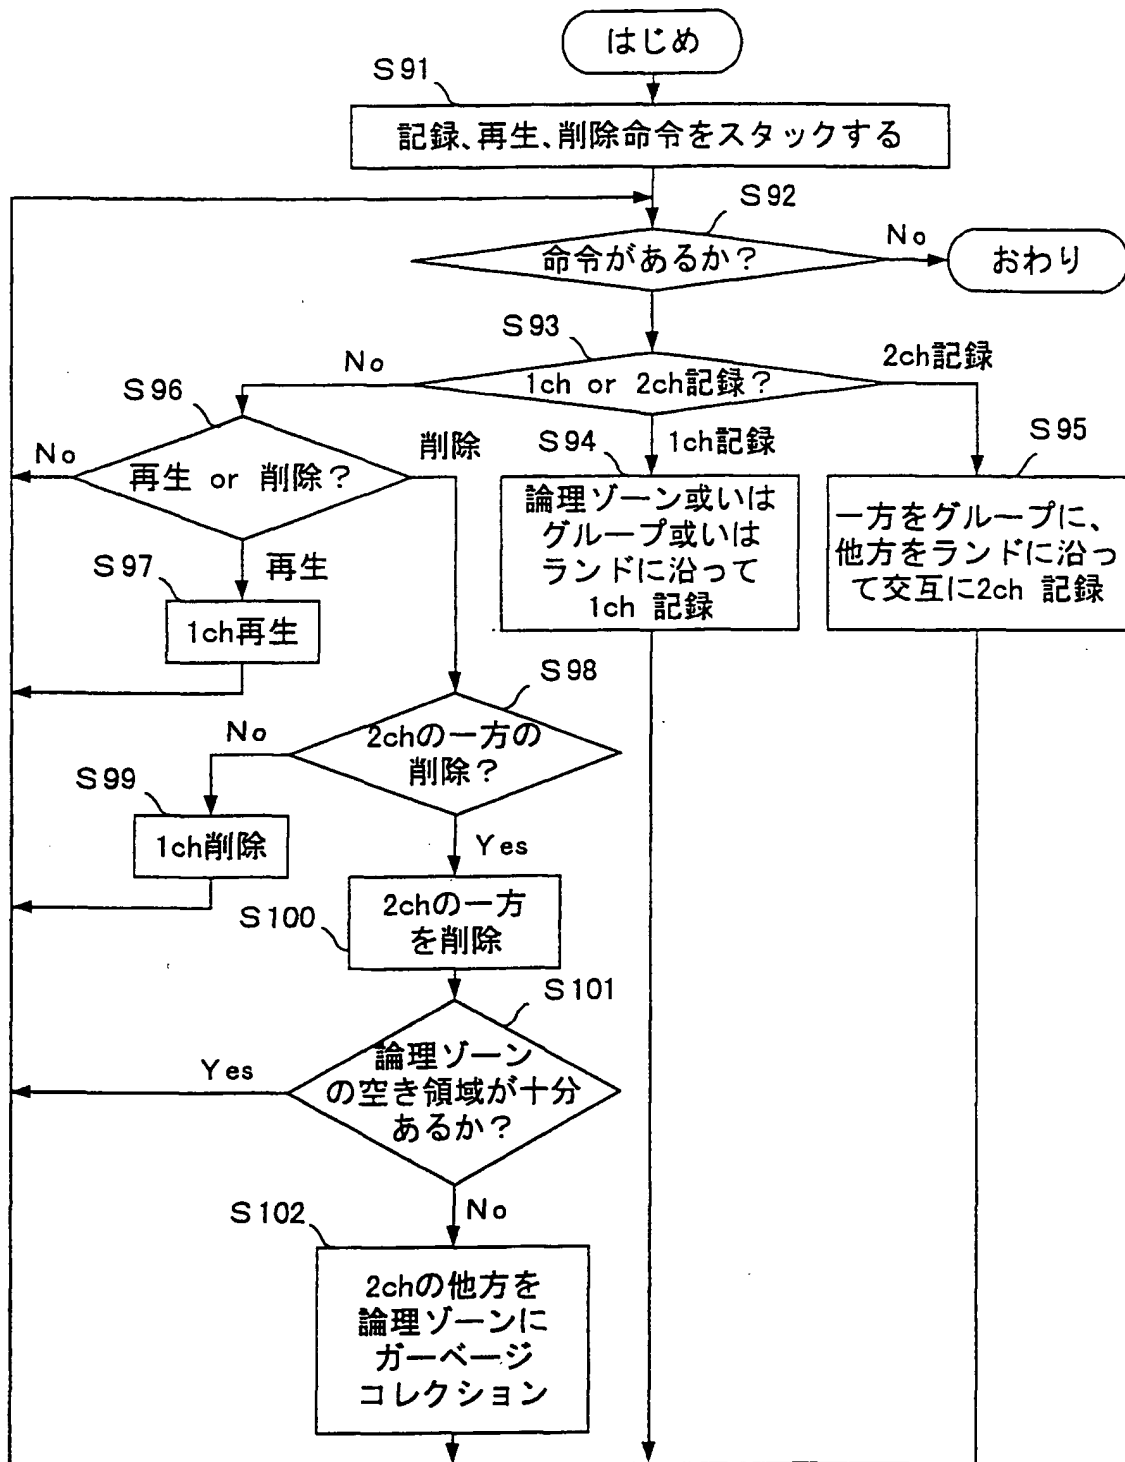 はじめ
S91
記録、再生、削除命令をスタックする
S92
命令があるか?
No
おわり
S93
1ch or 2ch記録?
No
2ch記録
S96
再生 or 削除?
No
削除
S94
1ch記録
論理ゾーン或いは
グループ或いは
ランドに沿って
1ch 記録
S95
一方をグループに、
他方をランドに沿っ
て交互に2ch 記録
S97
再生
1ch再生
S98
2chの一方の
削除?
No
S99
1ch削除
Yes
S100
2chの一方
を削除
S101
論理ゾーン
の空き領域が十分
あるか?
Yes
No
S102
2chの他方を
論理ゾーンに
ガーベージ
コレクション